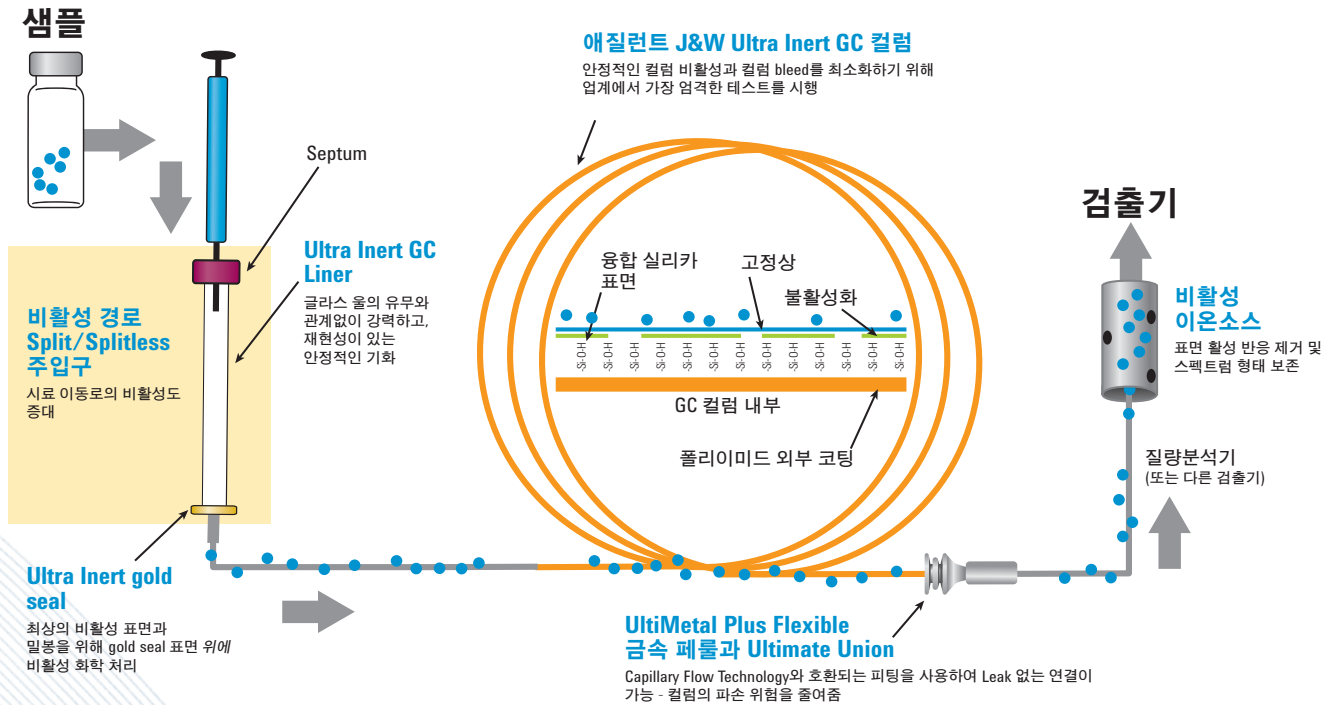 샘플
Septum
Ultra Inert GC
Liner
글라스 울의 유무와
관계없이 강력하고,
재현성이 있는
안정적인 기화
비활성 경로
Split/Splitless
주입구
시료 이동로의 비활성도
증대
Ultra Inert gold
seal
최상의 비활성 표면과
밀봉을 위해 gold seal 표면 위에
비활성 화학 처리
애질런트 J&W Ultra Inert GC 컬럼
안정적인 컬럼 비활성과 컬럼 bleed를 최소화하기 위해
업계에서 가장 엄격한 테스트를 시행
융합 실리카
표면
고정상
불활성화
-Si-O-H
-Si-O-H
-Si-O-H
-Si-O-H
-Si-O-H
-Si-O-H
-Si-O-H
-Si-O-H
-Si-O-H
-Si-O-H
-Si-O-H
-Si-O-H
-Si-O-H
GC 컬럼 내부
폴리이미드 외부 코팅
UltiMetal Plus Flexible
금속 페룰과 Ultimate Union
Capillary Flow Technology와 호환되는 피팅을 사용하여 Leak 없는 연결이
가능 - 컬럼의 파손 위험을 줄여줌
검출기
비활성
이온소스
표면 활성 반응 제거 및
스펙트럼 형태 보존
질량분석기
(또는 다른 검출기)